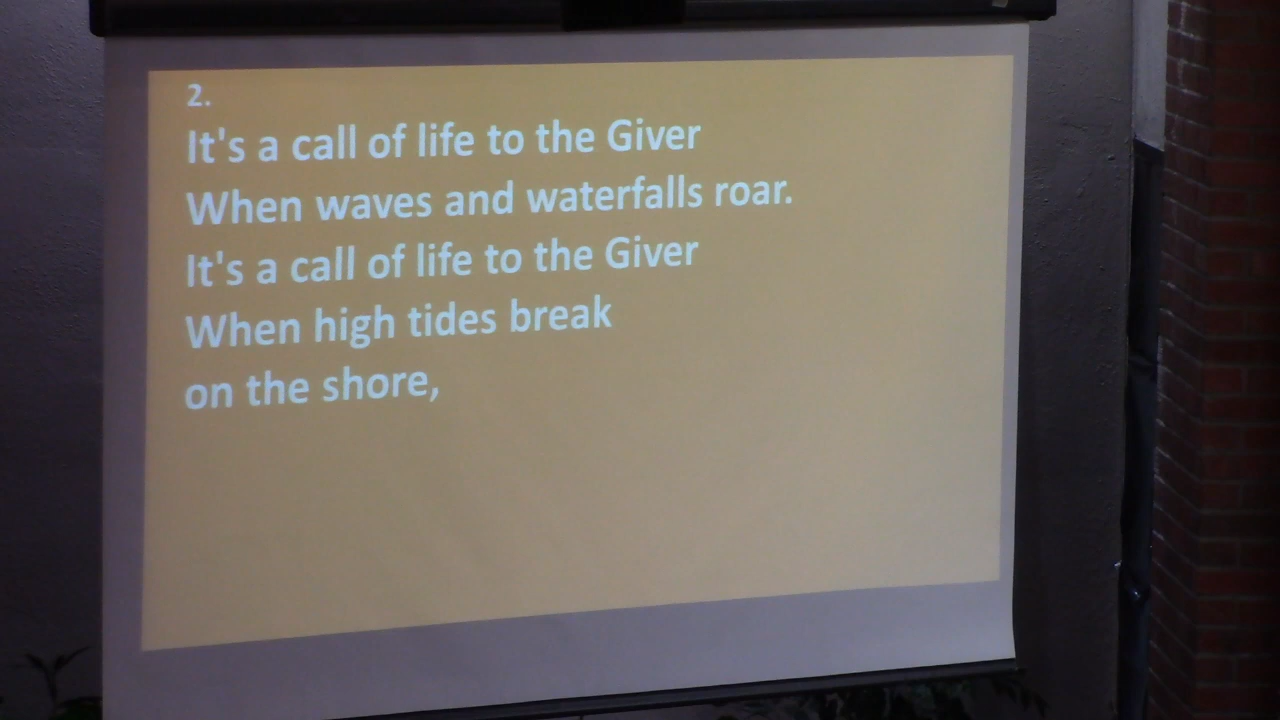 2.
It's a call of life to the Giver
When waves and waterfalls roar.
It's a call of life to the Giver
When high tides break
on the shore,